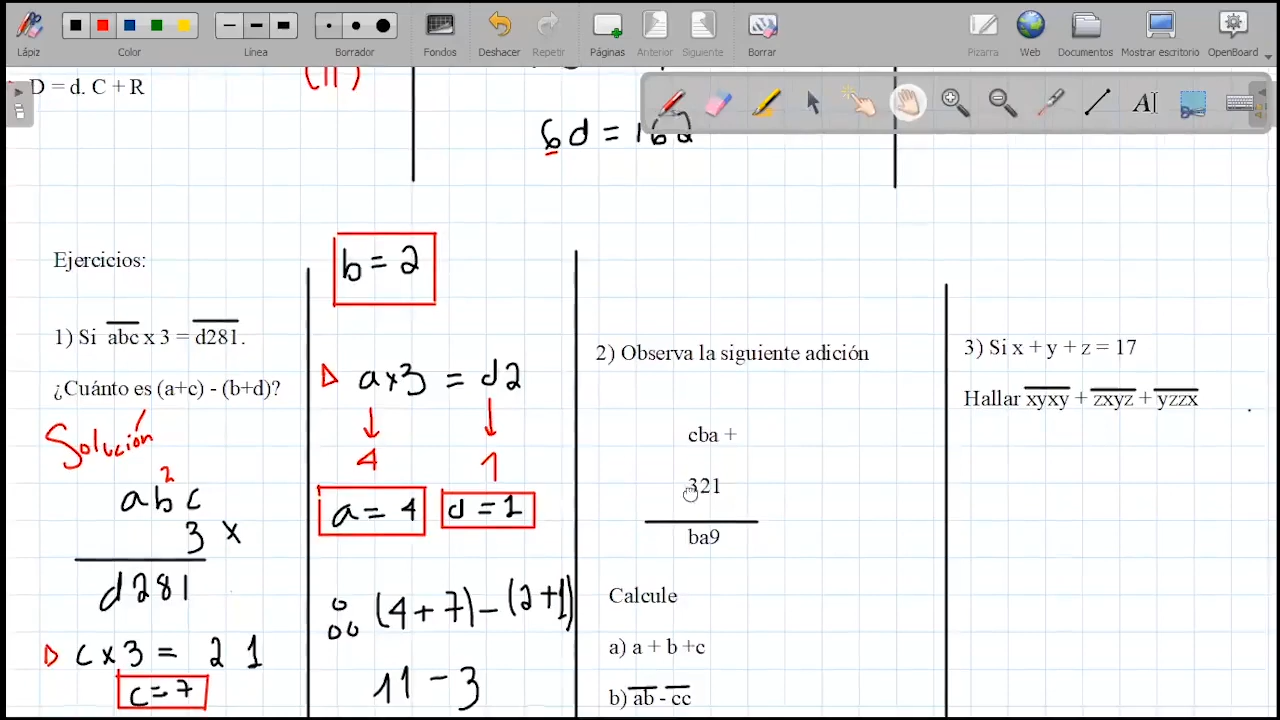 Lápiz
Color
Línea
Borrador
Fondos
Deshacer
Repetir
Páginas
Anterior
Siguiente
Borrar
Pizarra
Web
Documentos
Mostrar escritorio
OpenBoard
D = d. C + R
(11)
6d = 162
Ejercicios:
1) Si abc x 3 = d281.
¿Cuánto es (a+c) - (b+d)?
Solución
2
abc
3 x
d281
c x 3 = 21
c = 7
b = 2
a x 3 = d2
4 1
a = 4 d = 1
(4 + 7) - (2 + 1)
11 - 3
2) Observa la siguiente adición
cba +
321
ba9
Calcule
a) a + b +c
b) ab - cc
3) Si x + y + z = 17
Hallar xyxy + zxyz + yzzx
.